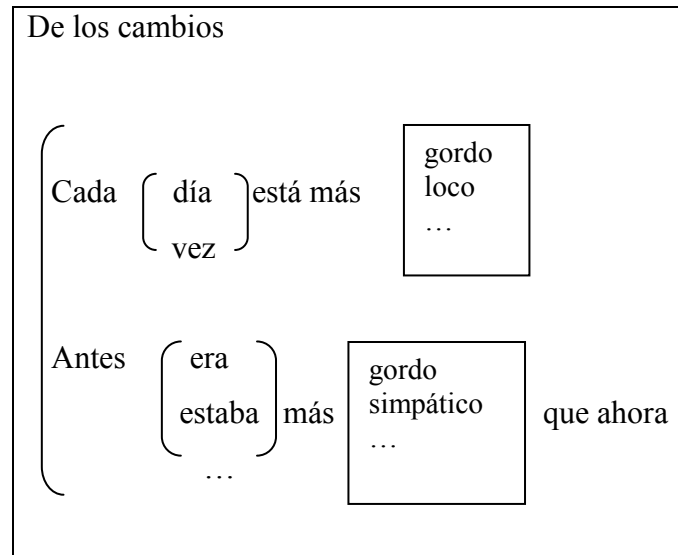 De los cambios
gordo
loco
…
Cada día está más
vez
Antes era
gordo
simpático
estaba más que ahora
…
…